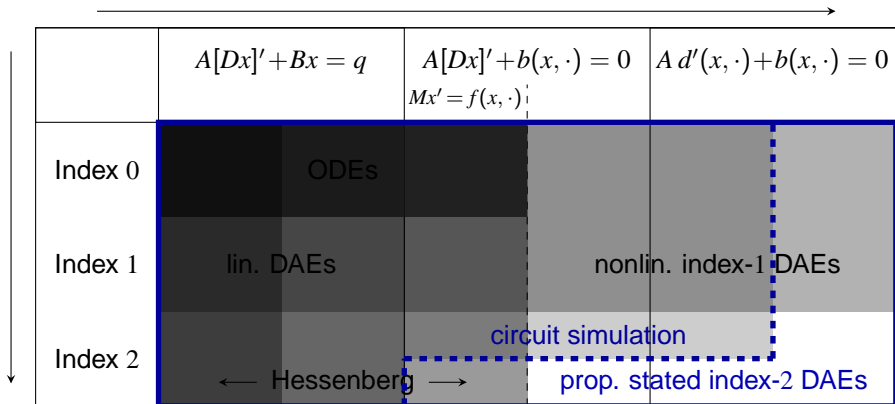 A[Dx]′+Bx = q A[Dx]′+b(x,·) = 0 A d′(x,·)+b(x,·) = 0
Mx′ = f(x,·)
Index 0 ODEs
Index 1 lin. DAEs nonlin. index-1 DAEs
circuit simulation
Index 2
Hessenberg prop. stated index-2 DAEs